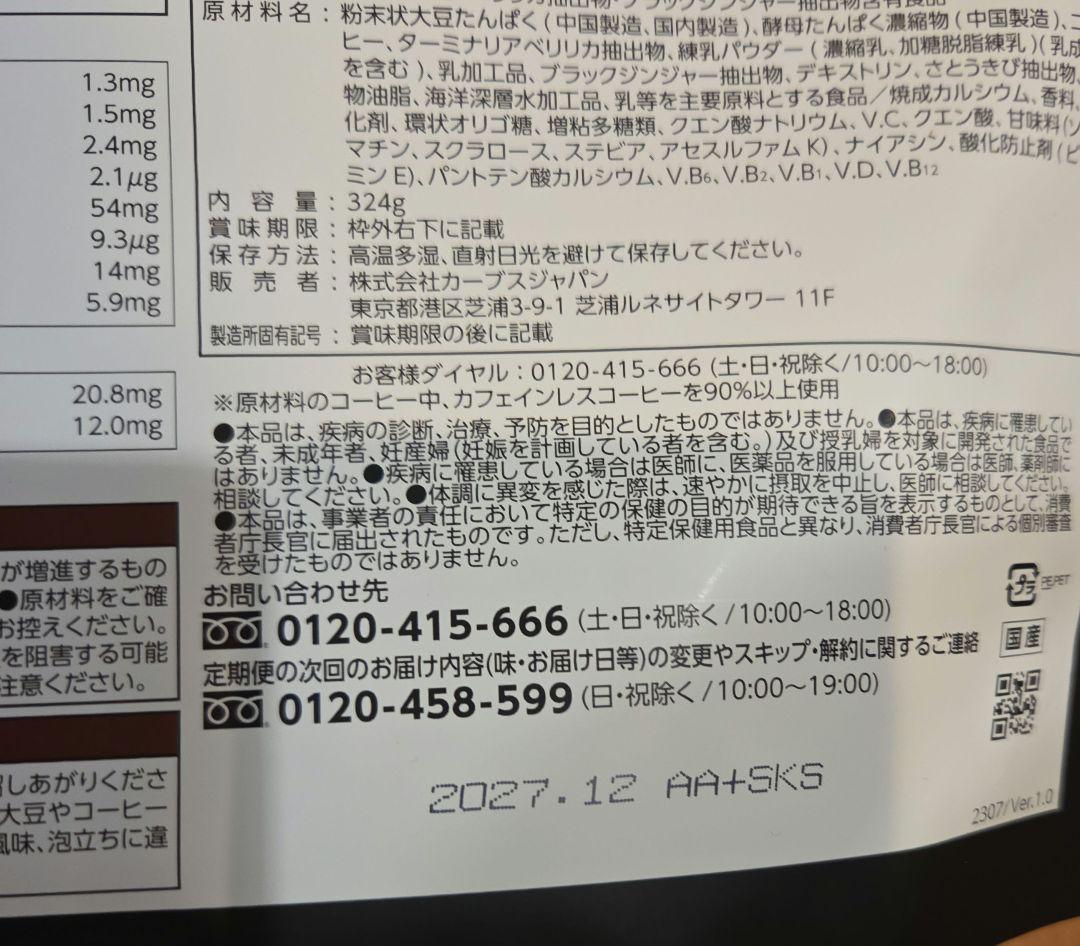 ラックジンジャー抽出物含有食品
原材料名：粉末状大豆たんぱく(中国製造、国内製造)、酵母たんぱく濃縮物(中国製造)、コ
ヒー、ターミナリアベリリカ抽出物、練乳パウダー(濃縮乳、加糖脱脂練乳)(乳成
を含む)、乳加工品、ブラックジンジャー抽出物、デキストリン、さとうきび抽出物、
物油脂、海洋深層水加工品、乳等を主要原料とする食品／焼成カルシウム、香料、
化剤、環状オリゴ糖、増粘多糖類、クエン酸ナトリウム、V.C、クエン酸、甘味料(ソ
マチン、スクラロース、ステビア、アセスルファムK)、ナイアシン、酸化防止剤(ビ
ミンE)、パントテン酸カルシウム、V.B6、V.B2、V.B1、V.D、V.B12
内容量：324g
賞味期限：枠外右下に記載
保存方法：高温多湿、直射日光を避けて保存してください。
販売者：株式会社カーブスジャパン
東京都港区芝浦3-9-1 芝浦ルネサイトタワー 11F
製造所固有記号：賞味期限の後に記載
1.3mg
1.5mg
2.4mg
2.1μg
54mg
9.3μg
14mg
5.9mg
20.8mg
12.0mg
お客様ダイヤル：0120-415-666 (土・日・祝除く/10:00〜18:00)
※原材料のコーヒー中、カフェインレスコーヒーを90%以上使用
●本品は、疾病の診断、治療、予防を目的としたものではありません。●本品は、疾病に罹患してい
る者、未成年者、妊産婦(妊娠を計画している者を含む。)及び授乳婦を対象に開発された食品で
はありません。●疾病に罹患している場合は医師に、医薬品を服用している場合は医師、薬剤師に
相談してください。●体調に異変を感じた際は、速やかに摂取を中止し、医師に相談してください。
●本品は、事業者の責任において特定の保健の目的が期待できる旨を表示するものとして、消費
者庁長官に届出されたものです。ただし、特定保健用食品と異なり、消費者庁長官による個別審査
を受けたものではありません。
が増進するもの
●原材料をご確
お控えください。
を阻害する可能
注意ください。
しあがりくださ
大豆やコーヒー
風味、泡立ちに違
お問い合わせ先
0120-415-666 (土・日・祝除く/10:00〜18:00)
定期便の次回のお届け内容(味・お届け日等)の変更やスキップ・解約に関するご連絡
0120-458-599 (日・祝除く/10:00〜19:00)
プラ PE,PET
国産
2027.12 AA+SKS
2307/Ver.1.0